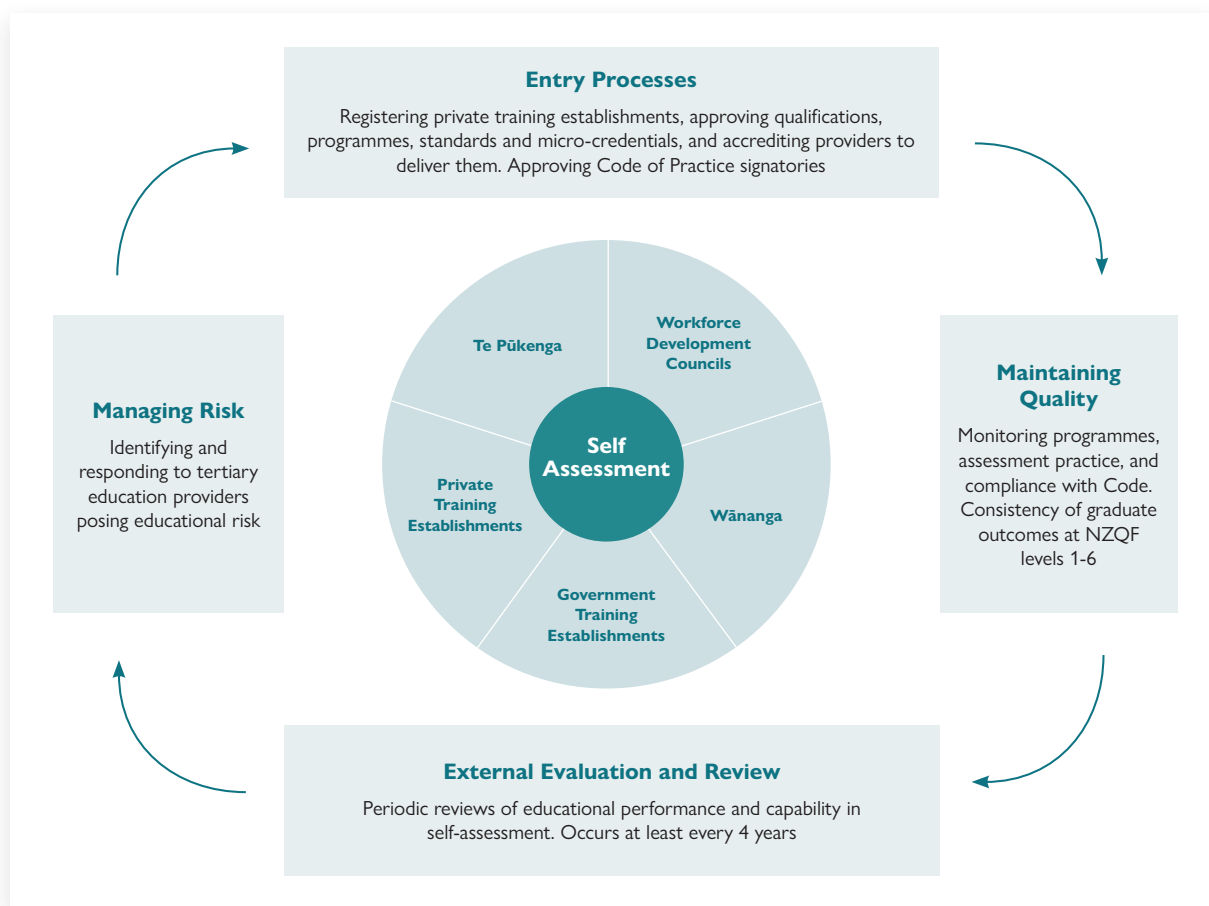 Entry Processes
Registering private training establishments, approving qualifications,
programmes, standards and micro-credentials, and accrediting providers to
deliver them. Approving Code of Practice signatories
Te Pūkenga
Workforce
Development
Councils
Self
Assessment
Private
Training
Establishments
Wānanga
Government
Training
Establishments
Managing Risk
Identifying and
responding to tertiary
education providers
posing educational risk
Maintaining
Quality
Monitoring programmes,
assessment practice, and
compliance with Code.
Consistency of graduate
outcomes at NZQF
levels 1-6
External Evaluation and Review
Periodic reviews of educational performance and capability in
self-assessment. Occurs at least every 4 years